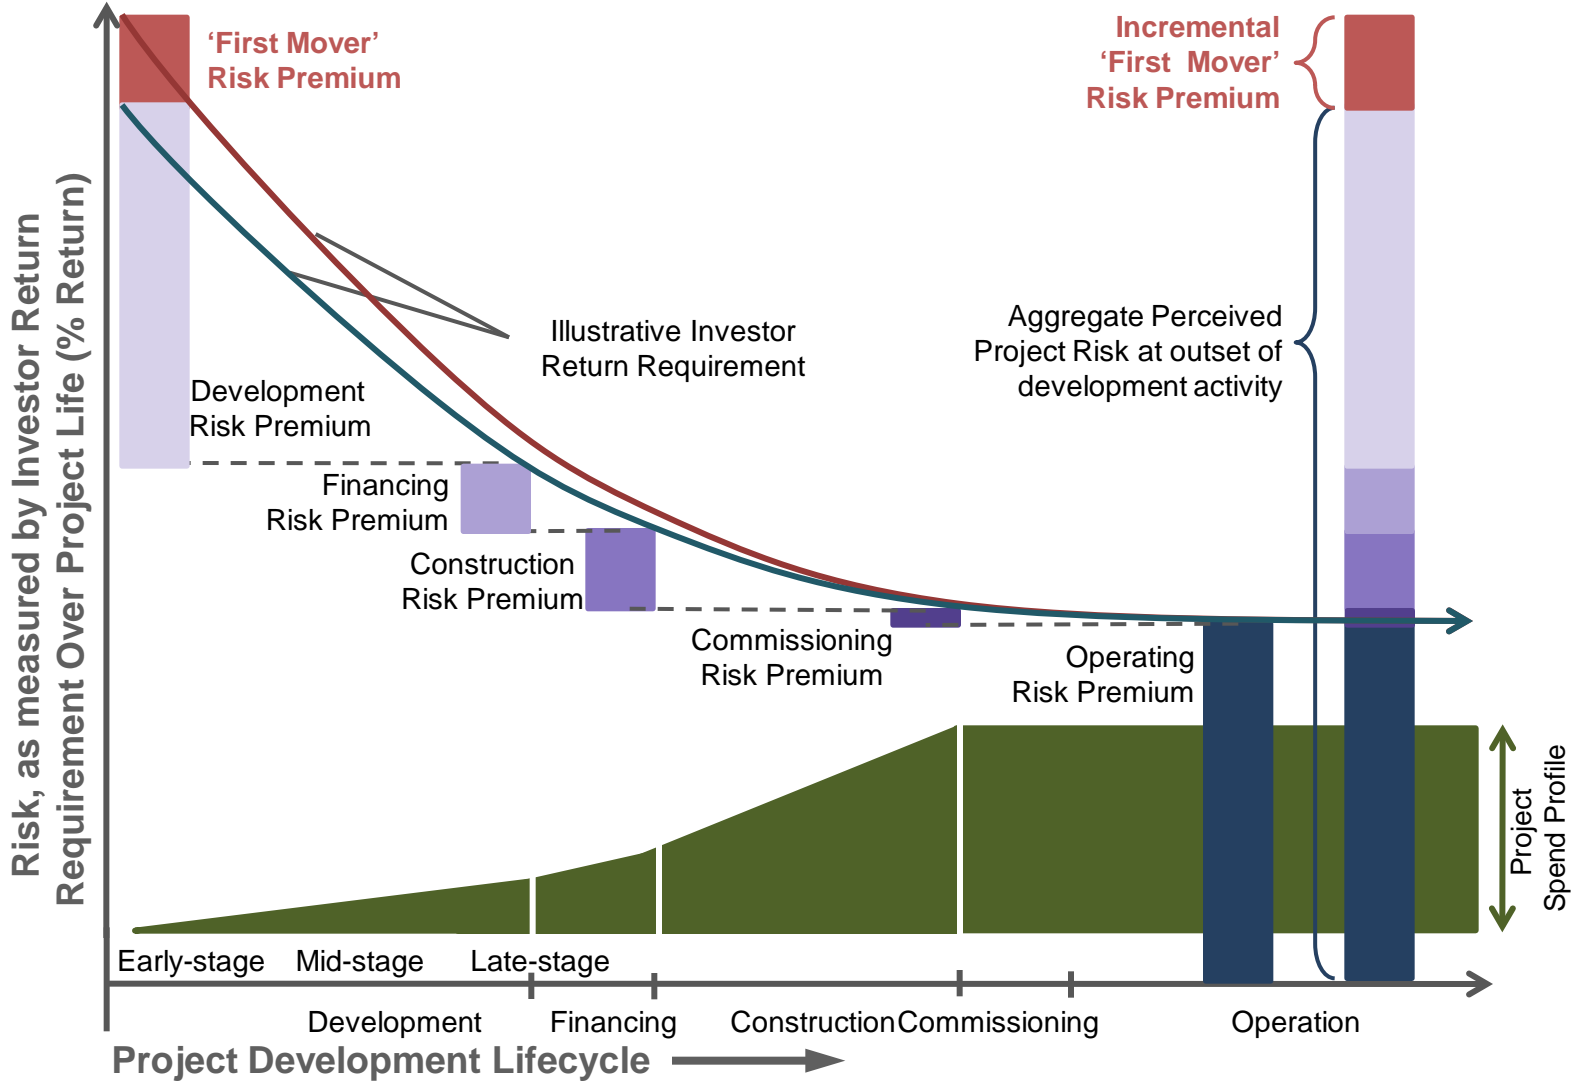 ‘First Mover’
Risk Premium
Incremental
‘First Mover’
Risk Premium
Risk, as measured by Investor Return
Requirement Over Project Life (% Return)
Illustrative Investor
Return Requirement
Aggregate Perceived
Project Risk at outset of
development activity
Development
Risk Premium
Financing
Risk Premium
Construction
Risk Premium
Commissioning
Risk Premium
Operating
Risk Premium
Project
Spend Profile
Early-stage
Mid-stage
Late-stage
Development
Financing
Construction
Commissioning
Operation
Project Development Lifecycle